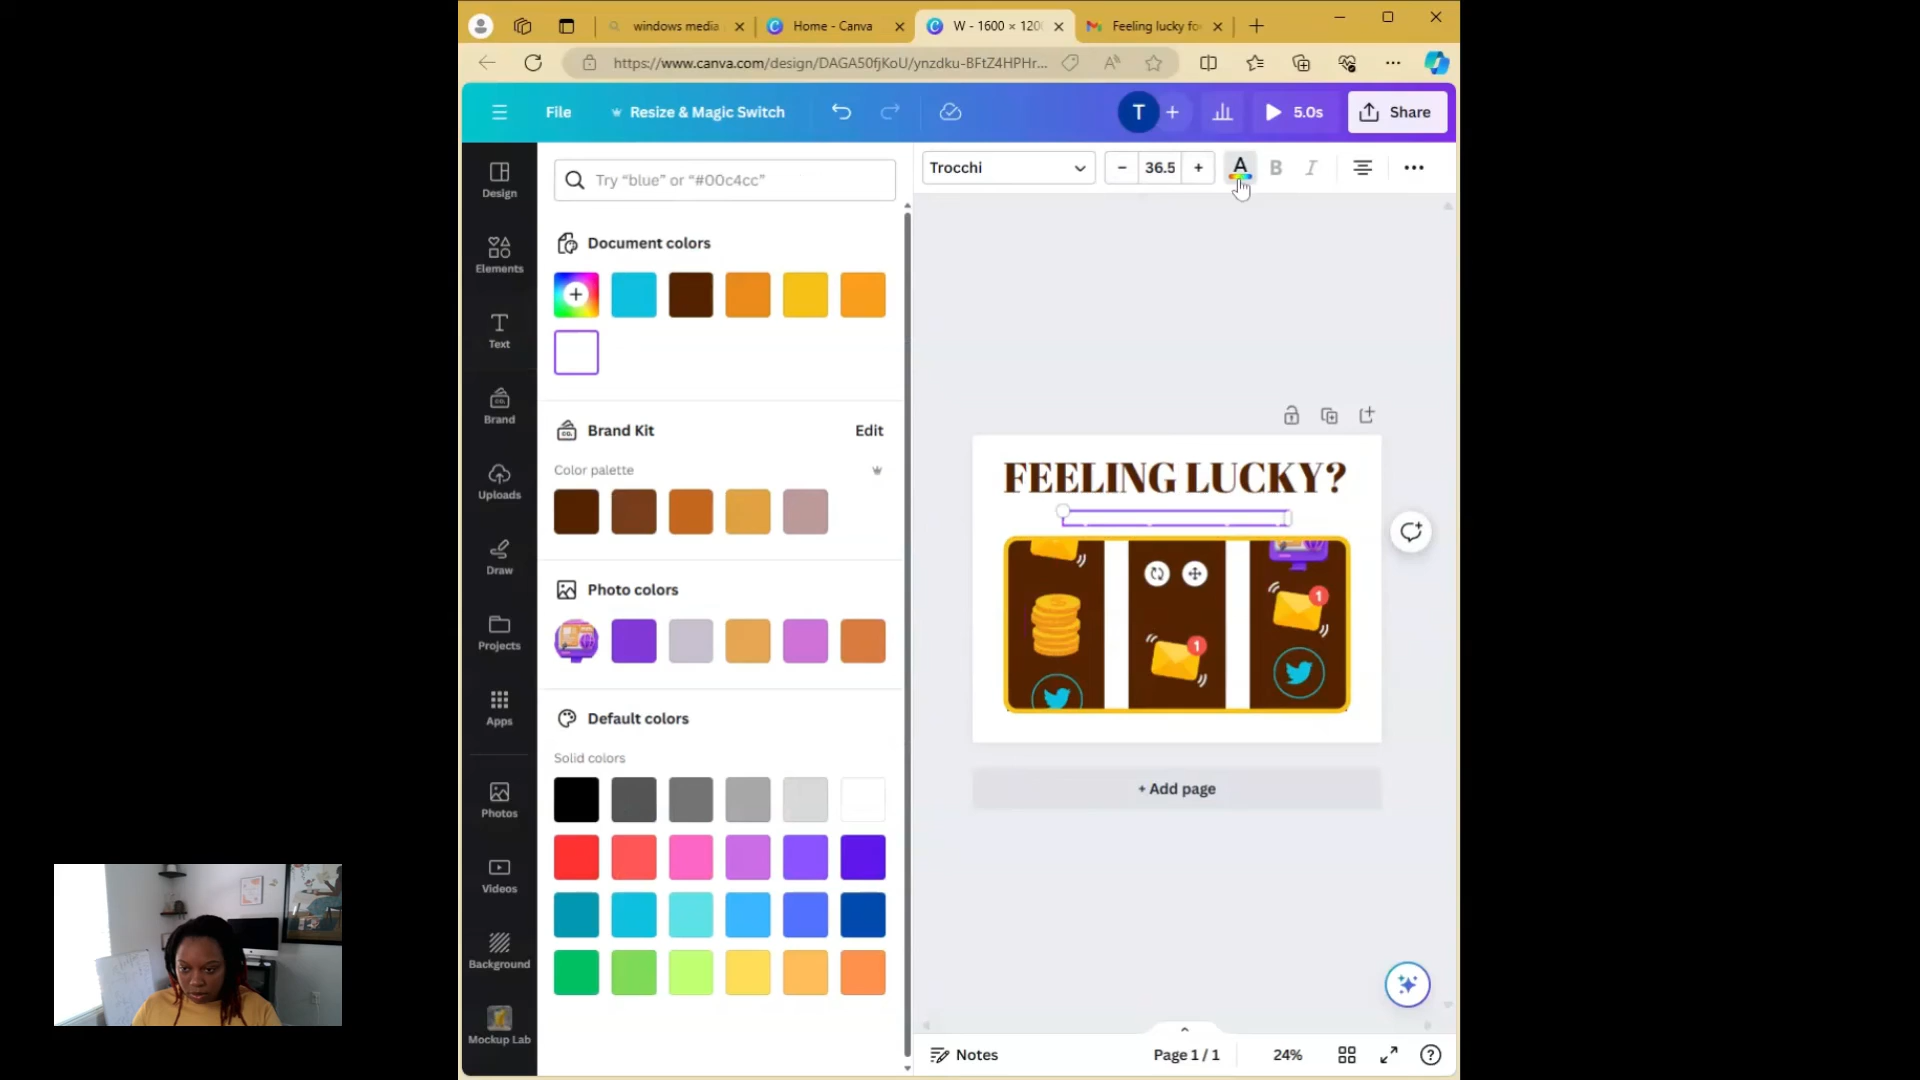 windows media
Home - Canva
W - 1600 × 120
Feeling lucky fo
https://www.canva.com/design/DAGA50fjKoU/ynzdku-BFtZ4HPHr...
File
Resize & Magic Switch
T
5.0s
Share
Design
Elements
Text
Brand
Uploads
Draw
Projects
Apps
Photos
Videos
Background
Mockup Lab
Try “blue” or “#00c4cc”
Document colors
Brand Kit
Edit
Color palette
Photo colors
Default colors
Solid colors
Trocchi
− 36.5 +
A B I
FEELING LUCKY?
1
1
+ Add page
Notes
Page 1 / 1
24%